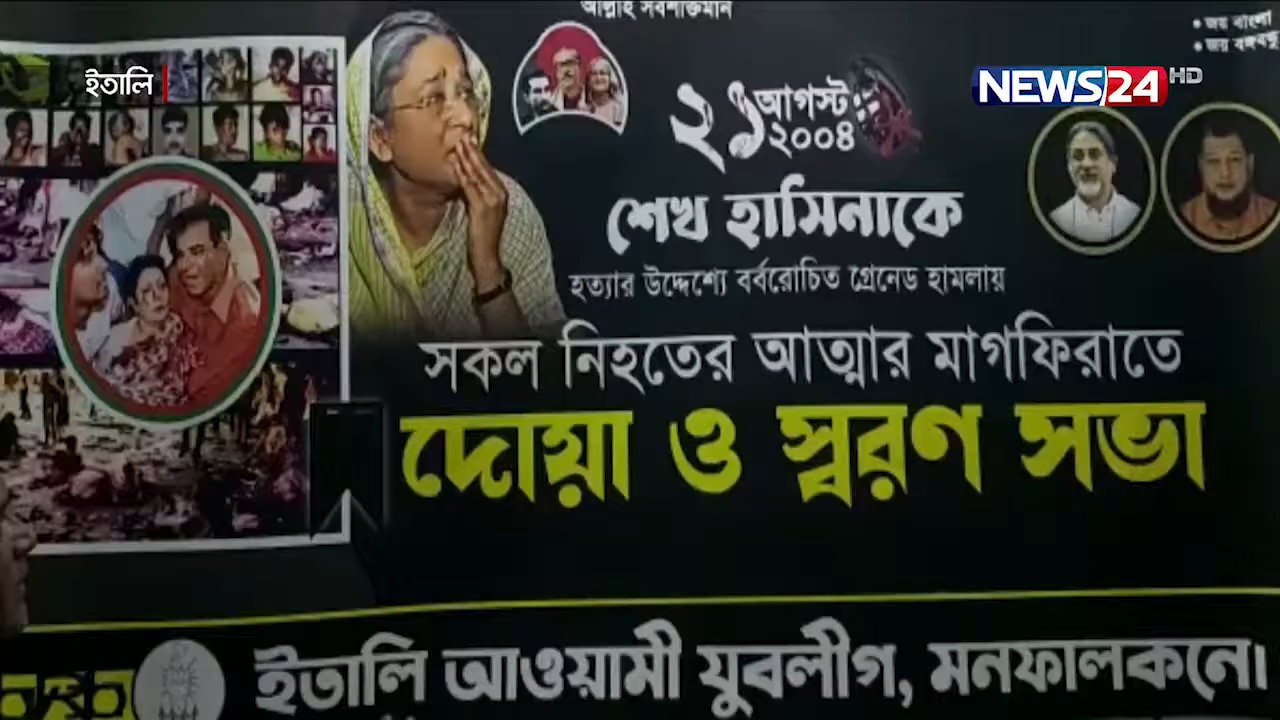 আল্লাহ সর্বশক্তিমান
• জয় বাংলা
• জয় বঙ্গবন্ধু
ইতালি
NEWS24 HD
২১ আগস্ট
২০০৪
শেখ হাসিনাকে
হত্যার উদ্দেশ্যে বর্বরোচিত গ্রেনেড হামলায়
সকল নিহতের আত্মার মাগফিরাতে
দোয়া ও স্বরণ সভা
ইতালি আওয়ামী যুবলীগ, মনফালকনে।